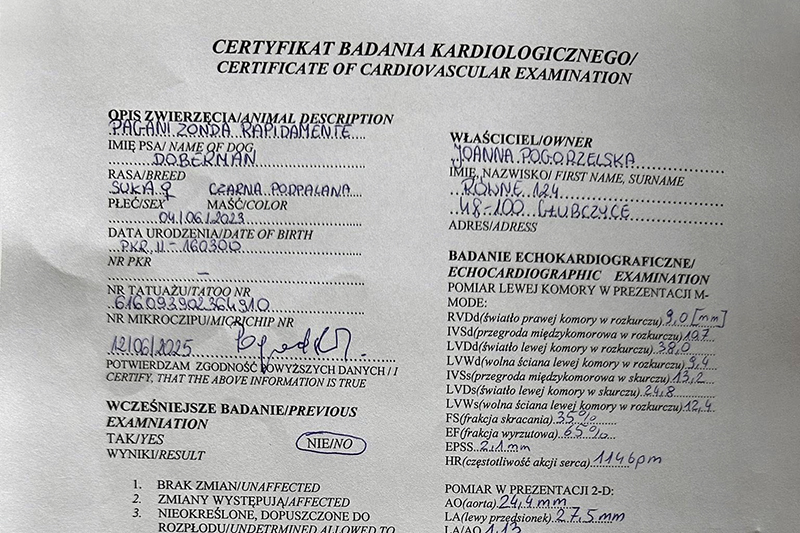 CERTYFIKAT BADANIA KARDIOLOGICZNEGO/
CERTIFICATE OF CARDIOVASCULAR EXAMINATION
OPIS ZWIERZĘCIA/ANIMAL DESCRIPTION
PAGANI ZONDA RAPIDAMENTE
IMIĘ PSA/ NAME OF DOG
DOBERMAN
RASA/BREED
SUKA ♀ CZARNA PODPALANA
PŁEĆ/SEX MAŚĆ/COLOR
04/06/2023
DATA URODZENIA/DATE OF BIRTH
PKR.II-160300
NR PKR
–
NR TATUAŻU/TATOO NR
616093902364910
NR MIKROCZIPU/MICRICHIP NR
12/06/2025
POTWIERDZAM ZGODNOŚĆ POWYŻSZYCH DANYCH / I
CERTIFY, THAT THE ABOVE INFORMATION IS TRUE
WCZEŚNIEJSZE BADANIE/PREVIOUS
EXAMNIATION
TAK/YES NIE/NO
WYNIKI/RESULT
1. BRAK ZMIAN/UNAFFECTED
2. ZMIANY WYSTĘPUJĄ/AFFECTED
3. NIEOKREŚLONE, DOPUSZCZONE DO
ROZPŁODU/UNDETRMINED ALLOWED TO
WŁAŚCICIEL/OWNER
JOANNA POGORZELSKA
IMIĘ, NAZWISKO/ FIRST NAME, SURNAME
RÓWNE 124
48-100 GŁUBCZYCE
ADRES/ADRESS
BADANIE ECHOKARDIOGRAFICZNE/
ECHOCARDIOGRAPHIC EXAMINATION
POMIAR LEWEJ KOMORY W PREZENTACJI M-
MODE:
RVDd(światło prawej komory w rozkurczu) 9,0 [mm]
IVSd(przegroda międzykomorowa w rozkurczu) 10,7
LVDd(światło lewej komory w rozkurczu) 38,0
LVWd(wolna ściana lewej komory w rozkurczu) 9,4
IVSs(przegroda międzykomorowa w skurczu) 13,2
LVDs(światło lewej komory w skurczu) 24,8
LVWs(wolna ściana lewej komory w rozkurczu) 12,4
FS(frakcja skracania) 35%
EF(frakcja wyrzutowa) 65%
EPSS 2,1 mm
HR(częstotliwość akcji serca) 114 bpm
POMIAR W PREZENTACJI 2-D:
AO(aorta) 24,4 mm
LA(lewy przedsionek) 27,5 mm
LA/AO 1,13